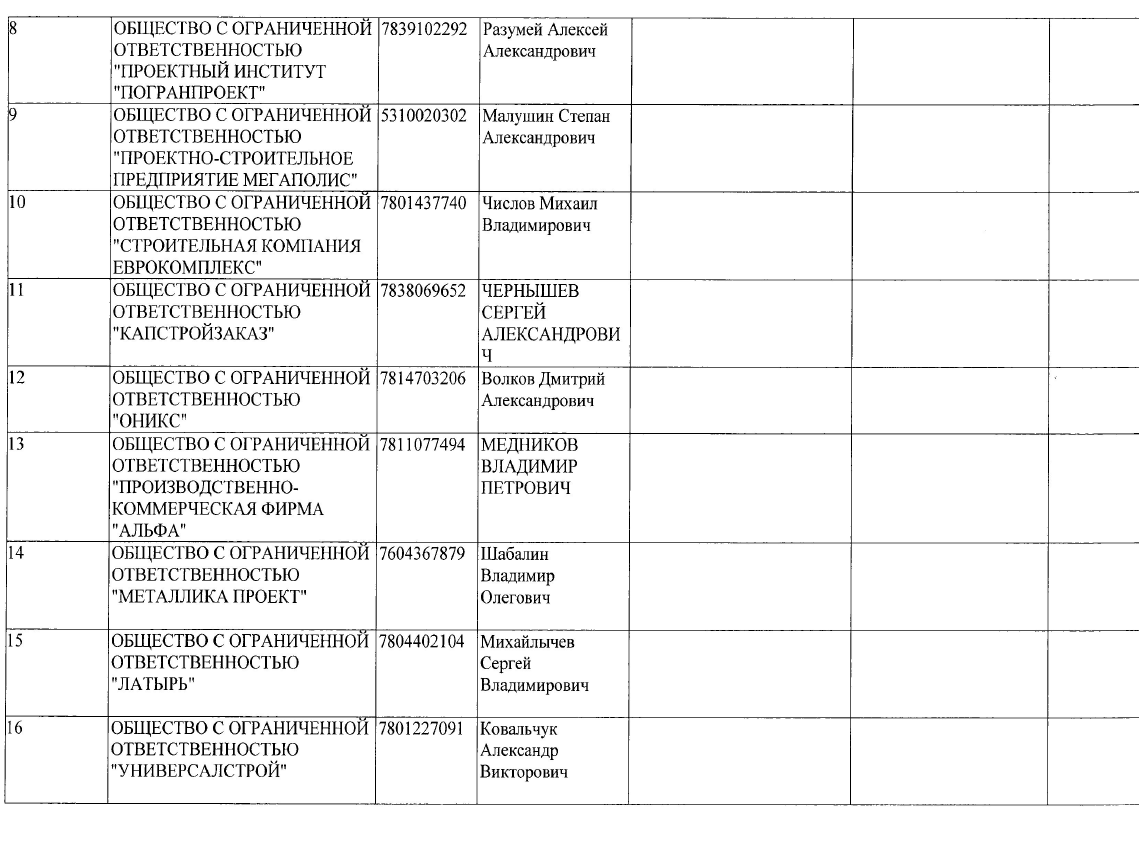 8
ОБЩЕСТВО С ОГРАНИЧЕННОЙ
ОТВЕТСТВЕННОСТЬЮ
"ПРОЕКТНЫЙ ИНСТИТУТ
"ПОГРАНПРОЕКТ"
7839102292
Разумей Алексей
Александрович
9
ОБЩЕСТВО С ОГРАНИЧЕННОЙ
ОТВЕТСТВЕННОСТЬЮ
"ПРОЕКТНО-СТРОИТЕЛЬНОЕ
ПРЕДПРИЯТИЕ МЕГАПОЛИС"
5310020302
Малушин Степан
Александрович
10
ОБЩЕСТВО С ОГРАНИЧЕННОЙ
ОТВЕТСТВЕННОСТЬЮ
"СТРОИТЕЛЬНАЯ КОМПАНИЯ
ЕВРОКОМПЛЕКС"
7801437740
Числов Михаил
Владимирович
11
ОБЩЕСТВО С ОГРАНИЧЕННОЙ
ОТВЕТСТВЕННОСТЬЮ
"КАПСТРОЙЗАКАЗ"
7838069652
ЧЕРНЫШЕВ
СЕРГЕЙ
АЛЕКСАНДРОВИ
Ч
12
ОБЩЕСТВО С ОГРАНИЧЕННОЙ
ОТВЕТСТВЕННОСТЬЮ
"ОНИКС"
7814703206
Волков Дмитрий
Александрович
13
ОБЩЕСТВО С ОГРАНИЧЕННОЙ
ОТВЕТСТВЕННОСТЬЮ
"ПРОИЗВОДСТВЕННО-
КОММЕРЧЕСКАЯ ФИРМА
"АЛЬФА"
7811077494
МЕДНИКОВ
ВЛАДИМИР
ПЕТРОВИЧ
14
ОБЩЕСТВО С ОГРАНИЧЕННОЙ
ОТВЕТСТВЕННОСТЬЮ
"МЕТАЛЛИКА ПРОЕКТ"
7604367879
Шабалин
Владимир
Олегович
15
ОБЩЕСТВО С ОГРАНИЧЕННОЙ
ОТВЕТСТВЕННОСТЬЮ
"ЛАТЫРЬ"
7804402104
Михайлычев
Сергей
Владимирович
16
ОБЩЕСТВО С ОГРАНИЧЕННОЙ
ОТВЕТСТВЕННОСТЬЮ
"УНИВЕРСАЛСТРОЙ"
7801227091
Ковальчук
Александр
Викторович